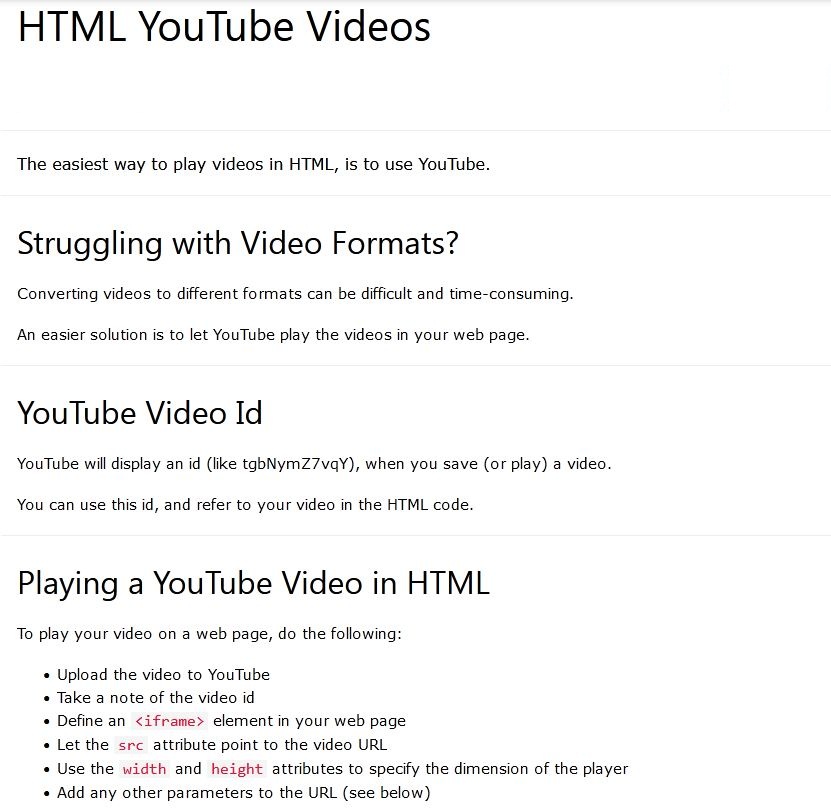 HTML YouTube Videos
The easiest way to play videos in HTML, is to use YouTube.
Struggling with Video Formats?
Converting videos to different formats can be difficult and time-consuming.
An easier solution is to let YouTube play the videos in your web page.
YouTube Video Id
YouTube will display an id (like tgbNymZ7vqY), when you save (or play) a video.
You can use this id, and refer to your video in the HTML code.
Playing a YouTube Video in HTML
To play your video on a web page, do the following:
• Upload the video to YouTube
• Take a note of the video id
• Define an <iframe> element in your web page
• Let the src attribute point to the video URL
• Use the width and height attributes to specify the dimension of the player
• Add any other parameters to the URL (see below)